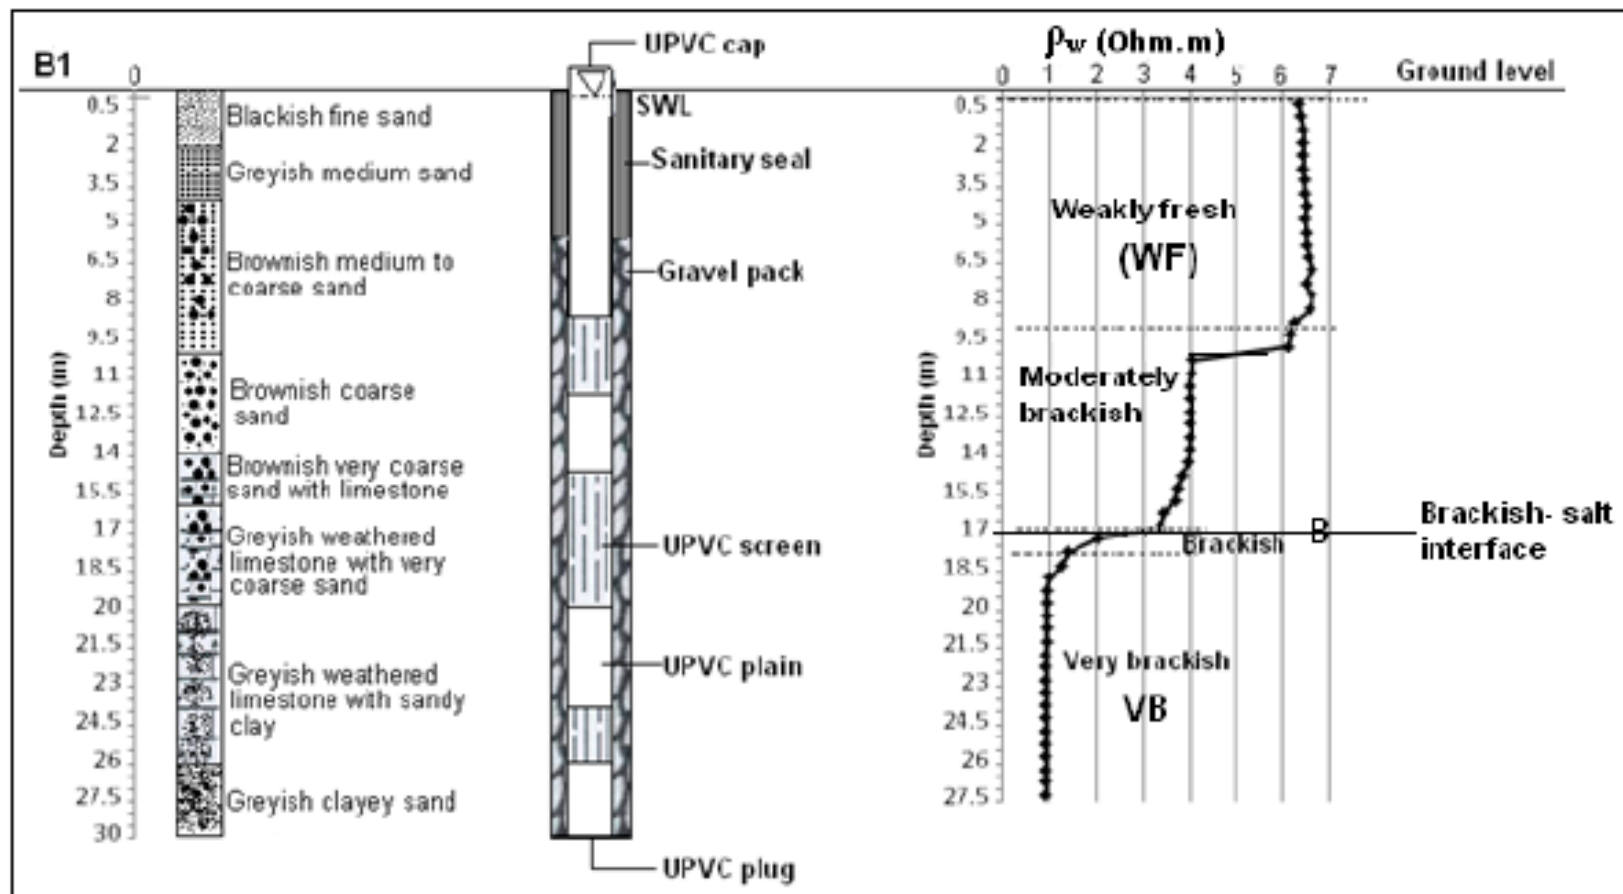 B1
0
Depth (m)
0.5
2
3.5
5
6.5
8
9.5
11
12.5
14
15.5
17
18.5
20
21.5
23
24.5
26
27.5
30
Blackish fine sand
Greyish medium sand
Brownish medium to
coarse sand
Brownish coarse
sand
Brownish very coarse
sand with limestone
Greyish weathered
limestone with very
coarse sand
Greyish weathered
limestone with sandy
clay
Greyish clayey sand
UPVC cap
SWL
Sanitary seal
Gravel pack
UPVC screen
UPVC plain
UPVC plug
ρw (Ohm.m)
0 1 2 3 4 5 6 7
Ground level
Depth (m)
0.5
2
3.5
5
6.5
8
9.5
11
12.5
14
15.5
17
18.5
20
21.5
23
24.5
26
27.5
Weakly fresh
(WF)
Moderately
brackish
Brackish
B
Brackish- salt
interface
Very brackish
VB